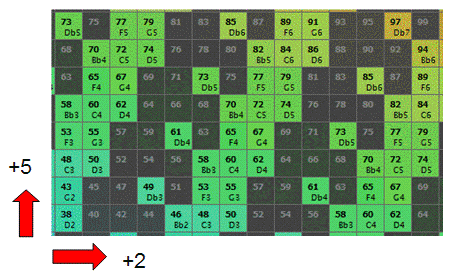 73 75 77 79 81 83 85 87 89 91 93 95 97 99
Db5 F5 G5 Db6 F6 G6 Db7
68 70 72 74 76 78 80 82 84 86 88 90 92 94
Bb4 C5 D5 Bb5 C6 D6 Bb6
63 65 67 69 71 73 75 77 79 81 83 85 87 89
F4 G4 Db5 F5 G5 Db6 F6
58 60 62 64 66 68 70 72 74 76 78 80 82 84
Bb3 C4 D4 Bb4 C5 D5 Bb5 C6
53 55 57 59 61 63 65 67 69 71 73 75 77 79
F3 G3 Db4 F4 G4 Db5 F5 G5
48 50 52 54 56 58 60 62 64 66 68 70 72 74
C3 D3 Bb3 C4 D4 Bb4 C5 D5
+5
43 45 47 49 51 53 55 57 59 61 63 65 67 69
G2 Db3 F3 G3 Db4 F4 G4
38 40 42 44 46 48 50 52 54 56 58 60 62 64
D2 Bb2 C3 D3 Bb3 C4 D4
+2